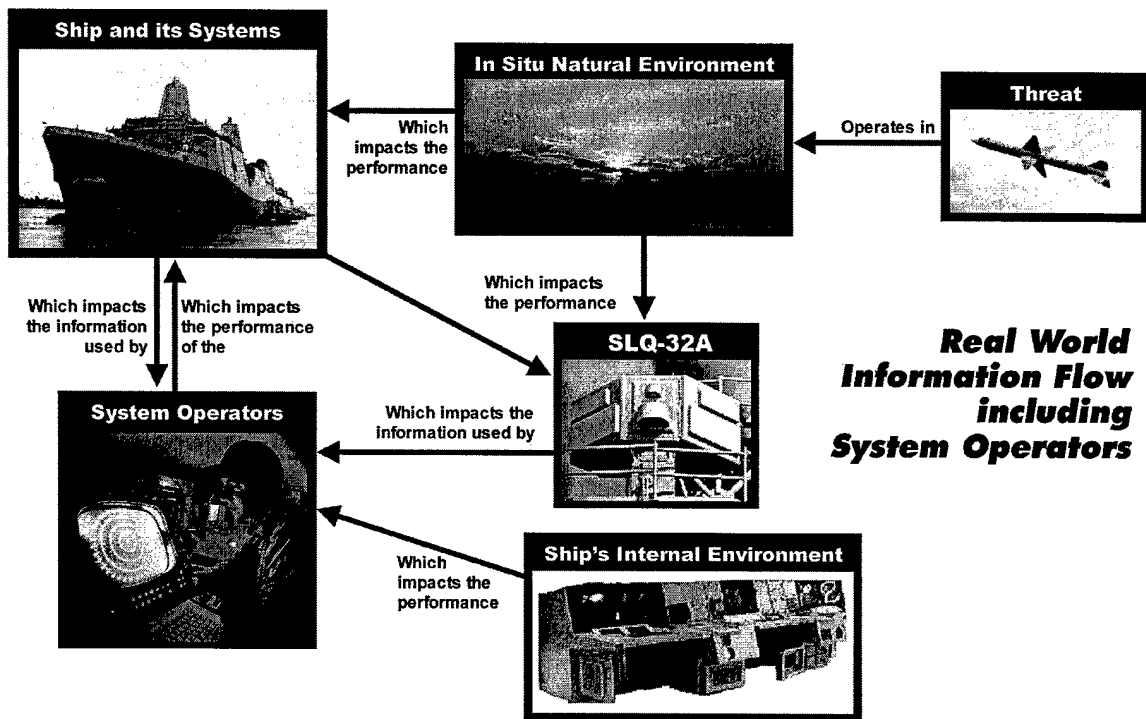 Ship and its Systems
In Situ Natural Environment
Threat
Which
impacts the
performance
Operates in
Which impacts
the information
used by
Which impacts
the performance
of the
Which impacts
the performance
SLQ-32A
Real World
Information Flow
including
System Operators
System Operators
Which impacts the
information used by
Which
impacts the
performance
Ship's Internal Environment